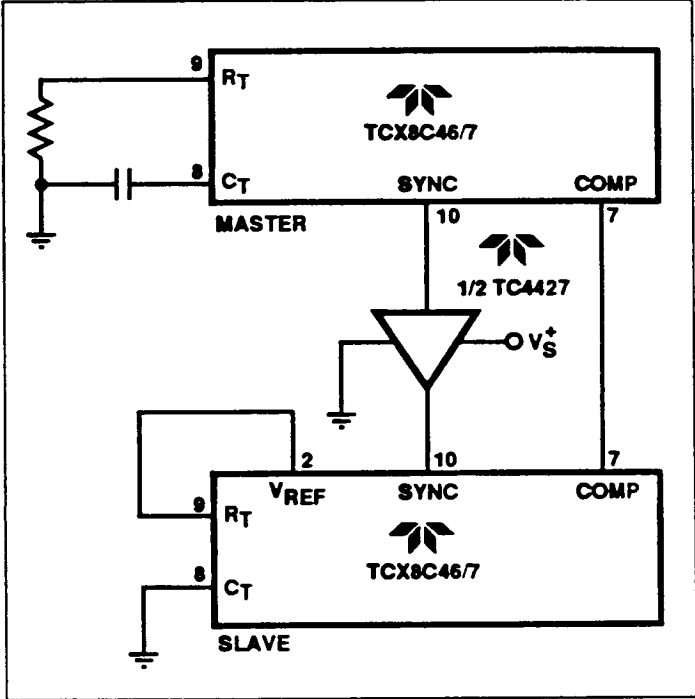 9
RT
TCX8C46/7
8
CT
SYNC
COMP
MASTER
10
7
1/2 TC4427
VS+
2
10
7
VREF
SYNC
COMP
9
RT
TCX8C46/7
8
CT
SLAVE